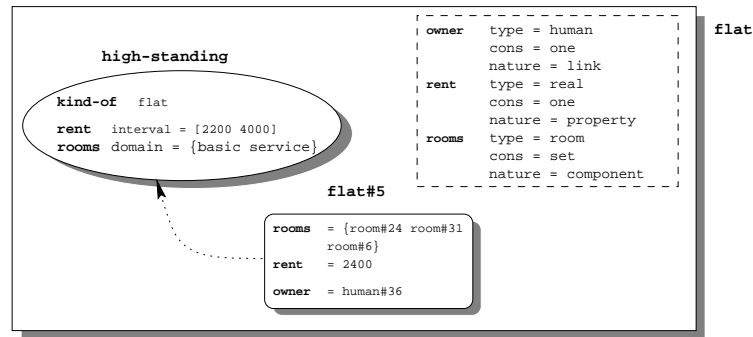 flat
high-standing
kind-of flat
rent interval = [2200 4000]
rooms domain = {basic service}
owner type = human
cons = one
nature = link
rent type = real
cons = one
nature = property
rooms type = room
cons = set
nature = component
flat#5
rooms = {room#24 room#31
room#6}
rent = 2400
owner = human#36